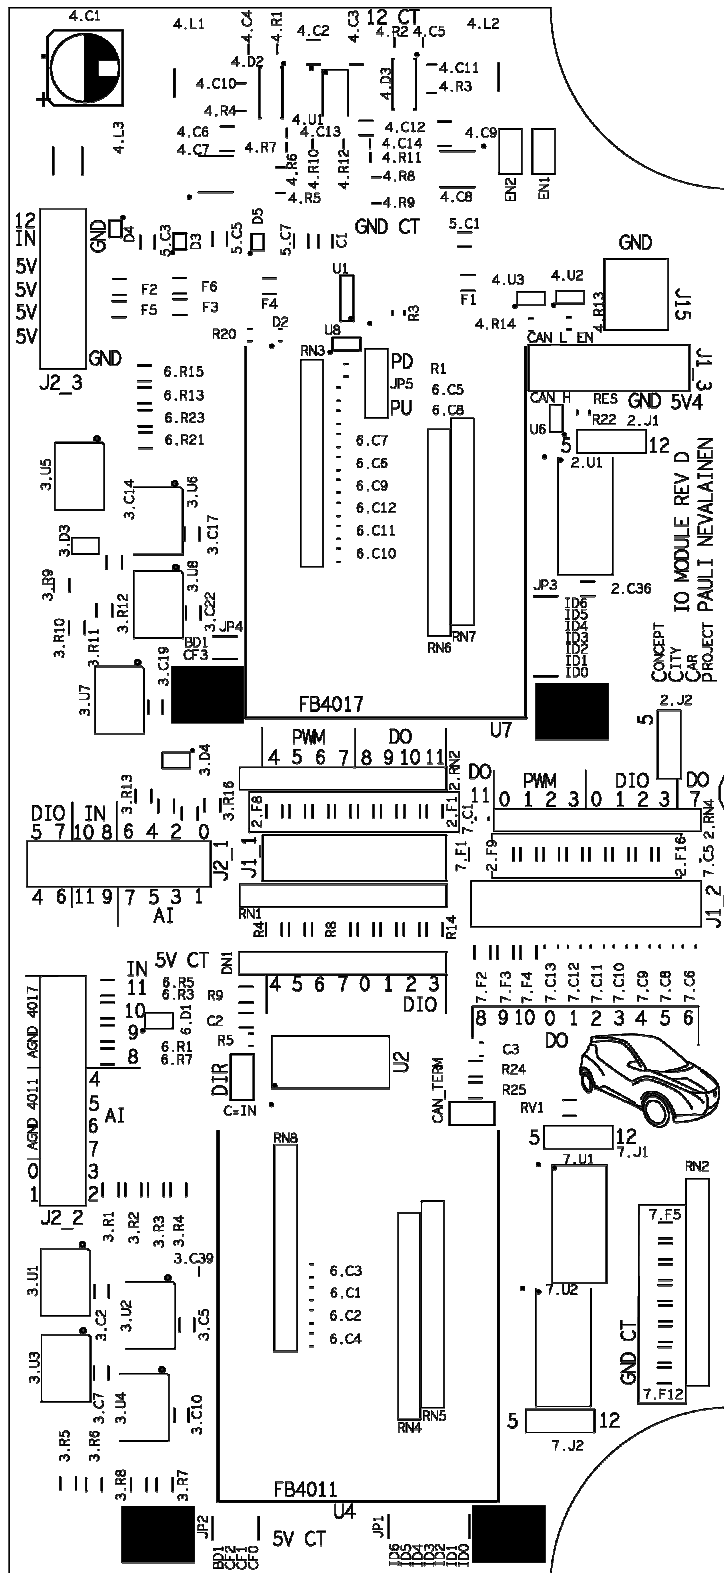 4.C1
4.L1
4.C4
4.R1
4.C2
4.C3
12 CT
4.R2
4.C5
4.L2
4.D2
4.C10
4.D3
4.C11
4.R3
4.R4
4.U1
4.L3
4.C6
4.C13
4.C12
4.C9
4.C7
4.R7
4.R6
4.R10
4.R12
4.C14
4.R11
4.R8
4.R5
4.R9
4.C8
EN2
EN1
12
IN
GND
D4
5.C3
D3
5.C5
D5
5.C7
C1
GND CT
5.C1
GND
5V
5V
5V
F2
F6
F5
F3
F4
U1
F1
4.U3
4.U2
4.R13
J15
R3
R20
D2
U8
4.R14
CAN L EN
GND
J2_3
RN3
PD
JP5
PU
R1
6.C5
6.C8
J1_3
6.R15
6.R13
6.R23
6.R21
CAN H
RES
GND 5V4
U6
R22
2.J1
5
12
2.U1
6.C7
6.C6
6.C9
6.C12
6.C11
6.C10
3.U5
3.C14
3.U6
3.C17
3.D3
3.U8
3.R9
3.R12
3.C22
3.R10
3.R11
JP4
BD1
CF3
3.C19
3.U7
RN6
RN7
JP3
2.C36
ID6
ID5
ID4
ID3
ID2
ID1
ID0
IO MODULE REV D
PAULI NEVALAINEN
CONCEPT
CITY
CAR
PROJECT
FB4017
U7
2.J2
5
3.D4
PWM
DO
4 5 6 7 8 9 10 11
2.RN2
DO
11
PWM
DIO
DO
0 1 2 3 0 1 2 3 7
3.R13
3.R16
2.F8
2.F1
7.C1
2.RN4
DIO
IN
5 7 10 8 6 4 2 0
J2_1
J1_1
7.F1
2.F9
2.F16
7.C5
4 6 11 9 7 5 3 1
AI
RN1
J1_2
R4
R8
R14
5V CT
DN1
IN
11
10
9
8
6.R5
6.R3
6.D1
6.R1
6.R7
R9
C2
R5
4 5 6 7 0 1 2 3
DIO
7.F2
7.F3
7.F4
7.C13
7.C12
7.C11
7.C10
7.C9
7.C8
7.C6
8 9 10 0 1 2 3 4 5 6
DO
AGND 4017
AGND 4011
4
5
6
7
3
2
AI
0
1
J2_2
DIR
C=IN
U2
CAN_TERM
C3
R24
R25
RV1
5
12
7.J1
7.U1
RN8
RN2
7.F5
3.R1
3.R2
3.R3
3.R4
3.C39
3.U1
3.U2
3.C2
3.C5
6.C3
6.C1
6.C2
6.C4
7.U2
GND CT
3.U3
3.C7
3.U4
3.C10
RN4
RN5
7.F12
5
12
7.J2
3.R5
3.R6
3.R8
3.R7
FB4011
U4
JP2
BD1
CF2
CF1
CF0
5V CT
JP1
ID6
ID5
ID4
ID3
ID2
ID1
ID0